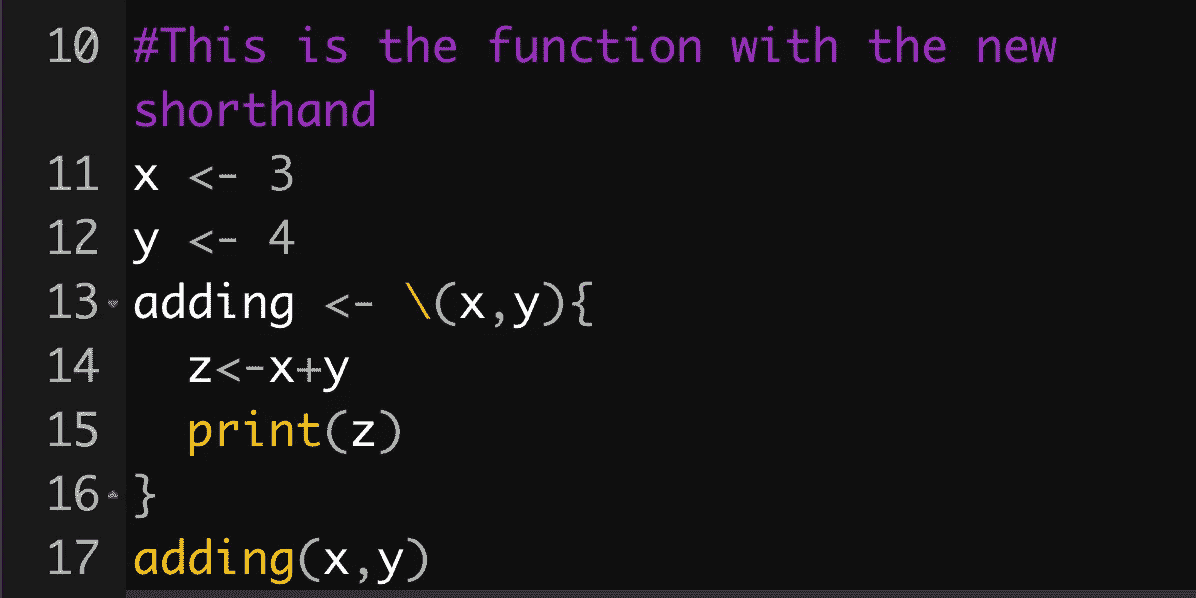 10 #This is the function with the new
shorthand
11 x <- 3
12 y <- 4
13 adding <- \(x,y){
14   z<-x+y
15   print(z)
16 }
17 adding(x,y)